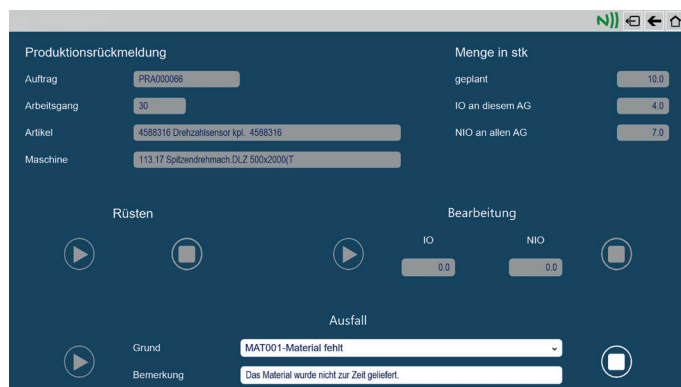 Produktionsrückmeldung
Menge in stk
Auftrag PRA000066
geplant 10.0
Arbeitsgang 30
IO an diesem AG 4.0
Artikel 4588316 Drehzahlsensor kpl. 4588316
NIO an allen AG 7.0
Maschine 113.17 Spitzendrehmach.DLZ 500x2000(T
Rüsten
Bearbeitung
IO NIO
0.0 0.0
Ausfall
Grund MAT001-Material fehlt
Bemerkung Das Material wurde nicht zur Zeit geliefert.